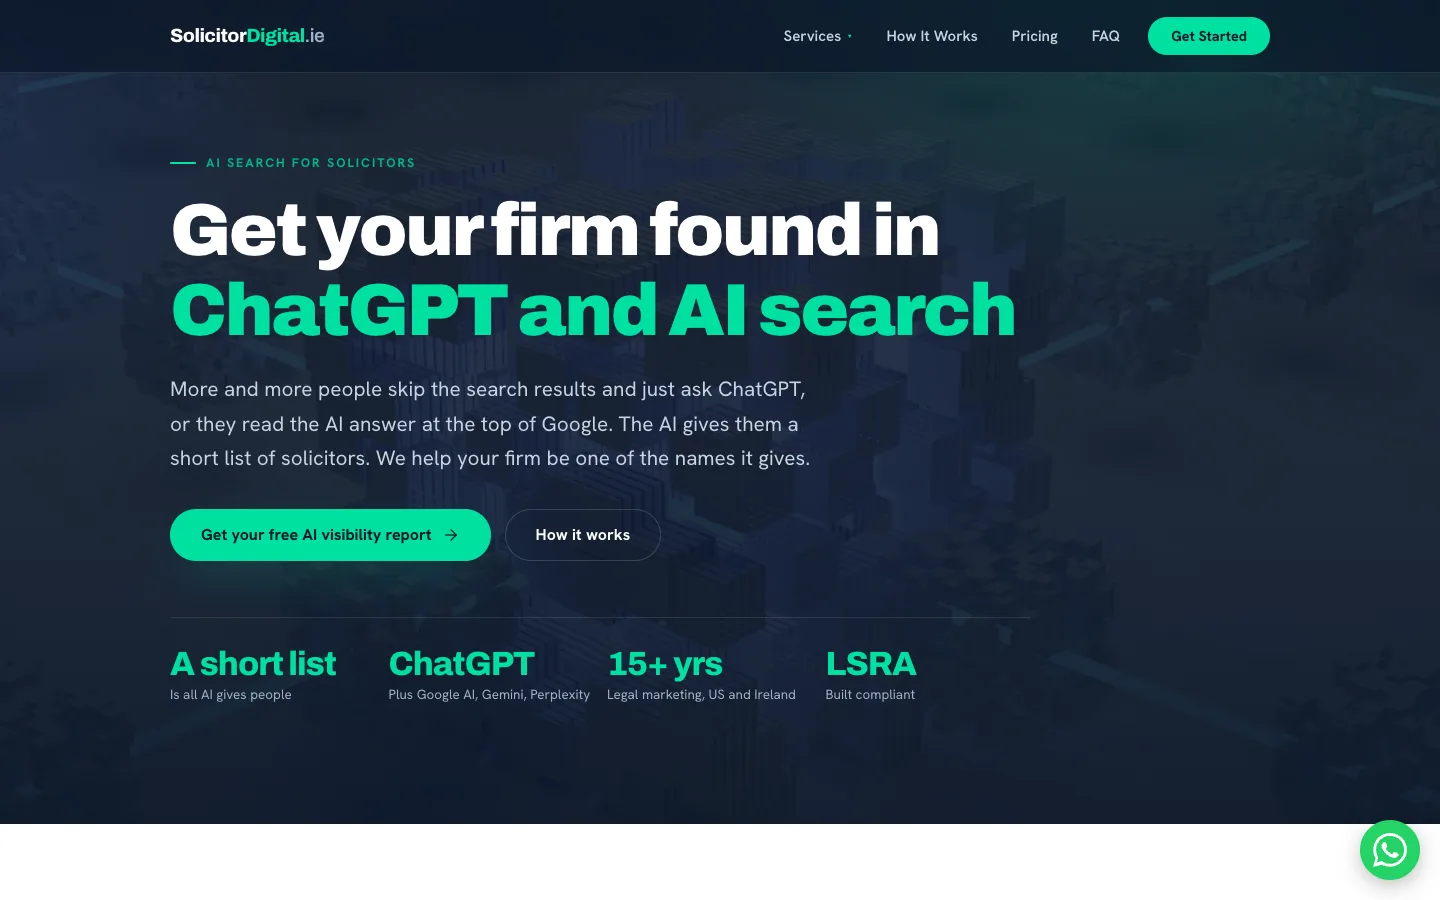 SolicitorDigital.ie
Services
How It Works
Pricing
FAQ
Get Started
AI SEARCH FOR SOLICITORS
Get your firm found in
ChatGPT and AI search
More and more people skip the search results and just ask ChatGPT,
or they read the AI answer at the top of Google. The AI gives them a
short list of solicitors. We help your firm be one of the names it gives.
Get your free AI visibility report →
How it works
A short list
Is all AI gives people
ChatGPT
Plus Google AI, Gemini, Perplexity
15+ yrs
Legal marketing, US and Ireland
LSRA
Built compliant